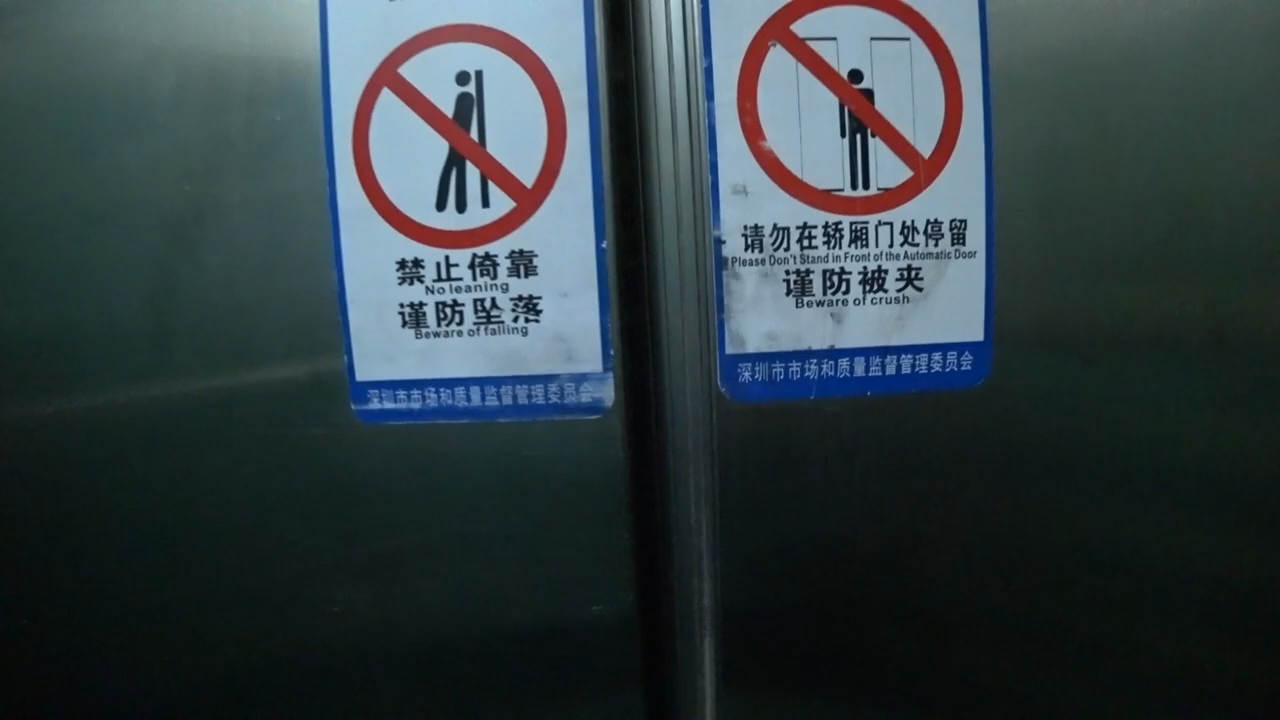 禁止倚靠
No leaning
谨防坠落
Beware of falling
深圳市市场和质量监督管理委员会
请勿在轿厢门处停留
Please Don't Stand in Front of the Automatic Door
谨防被夹
Beware of crush
深圳市市场和质量监督管理委员会